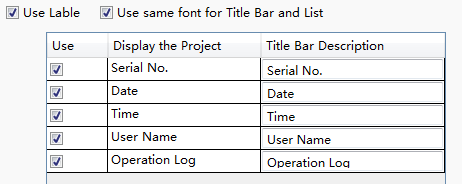 Use Lable Use same font for Title Bar and List
Use Display the Project Title Bar Description
Serial No. Serial No.
Date Date
Time Time
User Name User Name
Operation Log Operation Log